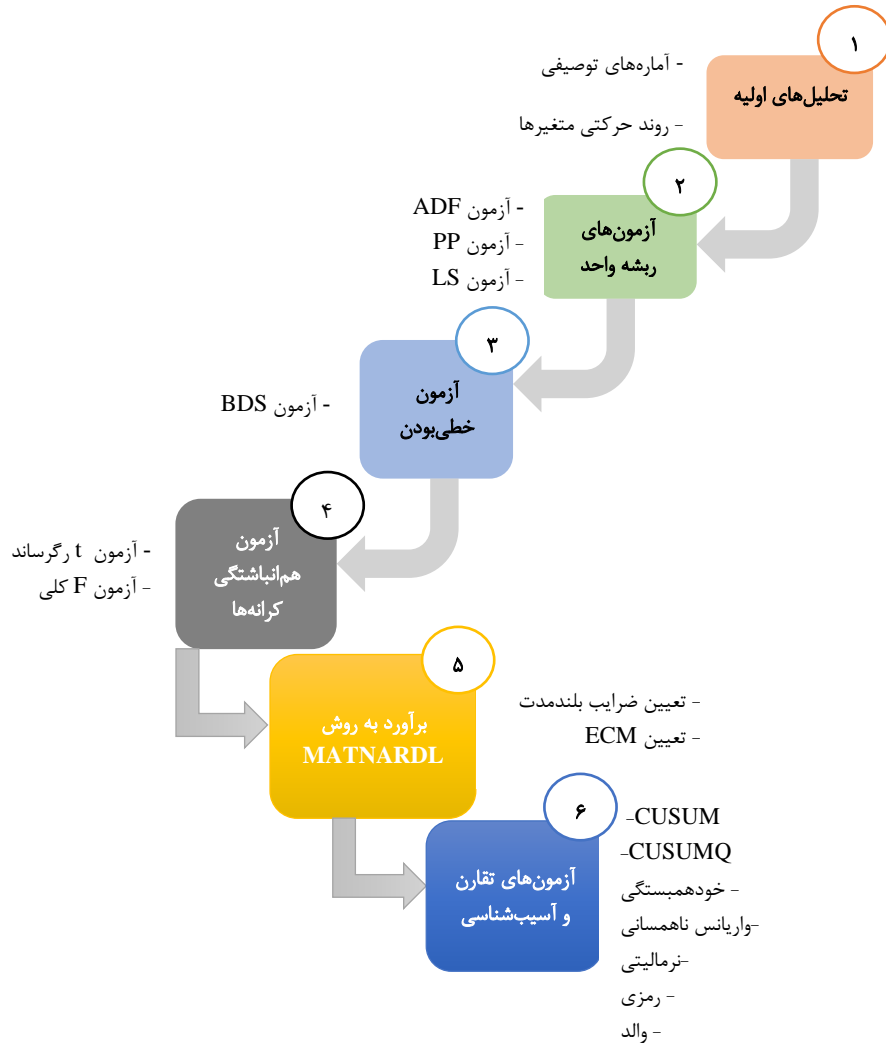 ۱
تحلیل‌های اولیه
- آماره‌های توصیفی
- روند حرکتی متغیرها
۲
آزمون‌های
ریشه واحد
- آزمون ADF
- آزمون PP
- آزمون LS
۳
آزمون
خطی‌بودن
- آزمون BDS
۴
آزمون
هم‌انباشتگی
کرانه‌ها
- آزمون t رگرساند
- آزمون F کلی
۵
برآورد به روش
MATNARDL
- تعیین ضرایب بلندمدت
- تعیین ECM
۶
آزمون‌های تقارن
و آسیب‌شناسی
-CUSUM
-CUSUMQ
- خودهمبستگی
-واریانس ناهمسانی
-نرمالیتی
- رمزی
- والد